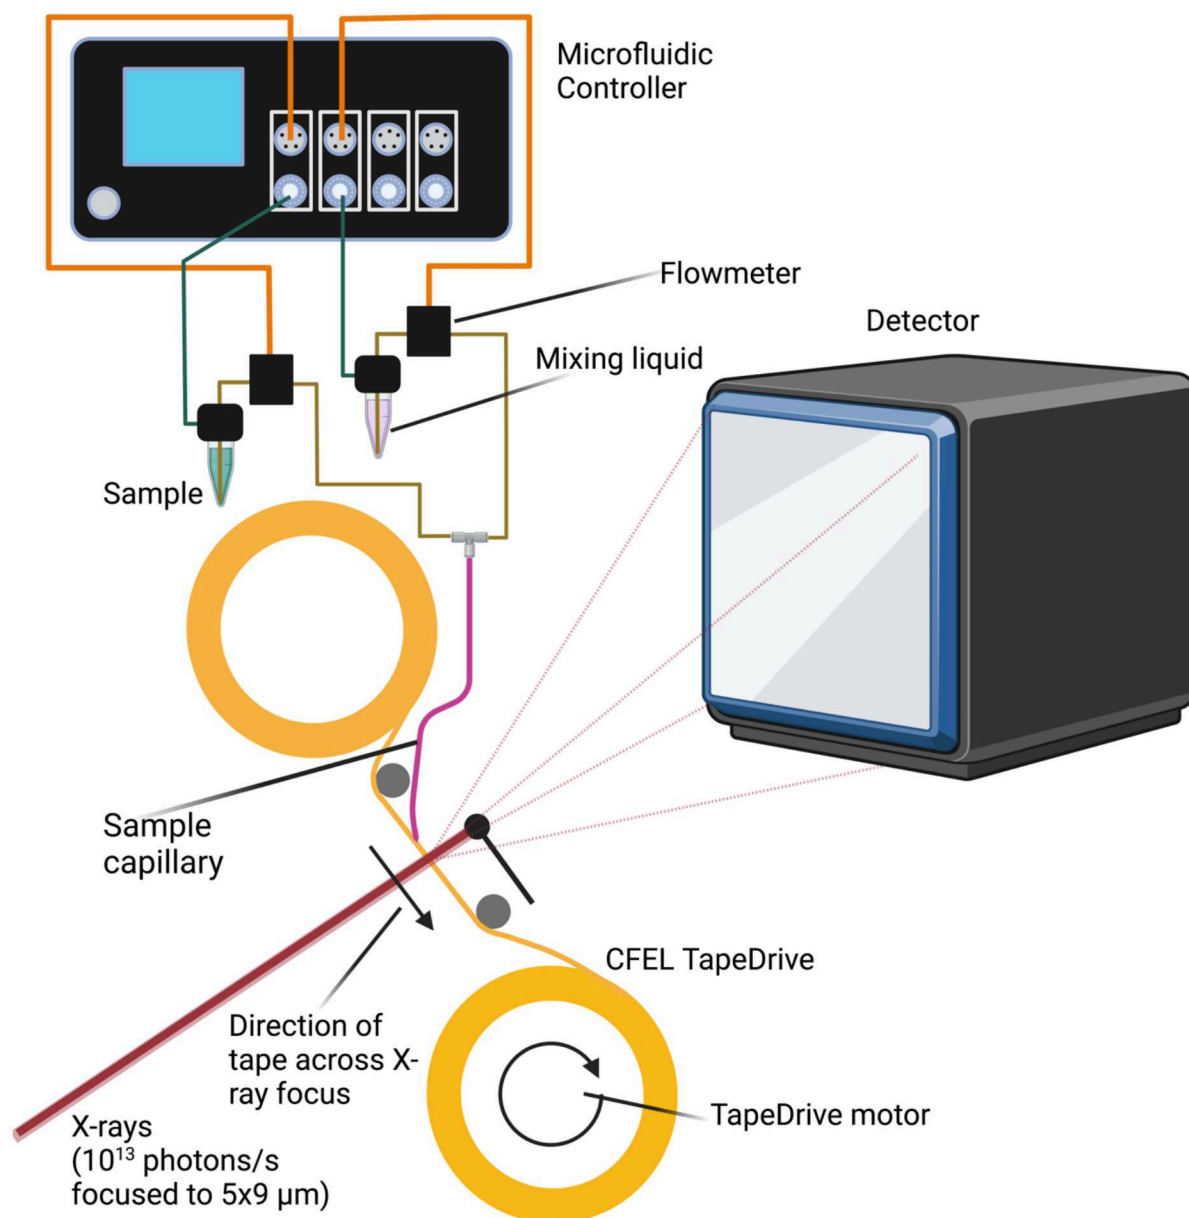 Microfluidic
Controller
Flowmeter
Detector
Mixing liquid
Sample
Sample
capillary
CFEL TapeDrive
Direction of
tape across X-
ray focus
TapeDrive motor
X-rays
(10¹³ photons/s
focused to 5x9 µm)